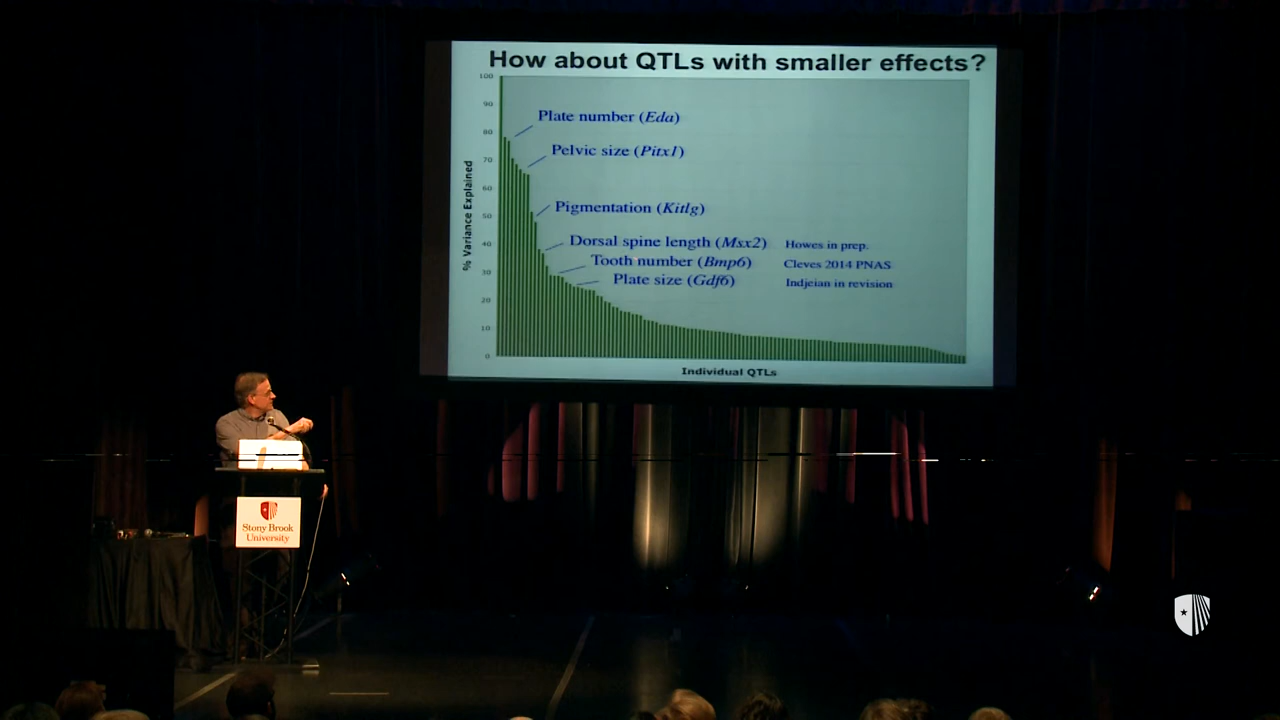 How about QTLs with smaller effects?
100
90
80
70
60
50
40
30
20
10
0
% Variance Explained
Plate number (Eda)
Pelvic size (Pitx1)
Pigmentation (Kitlg)
Dorsal spine length (Msx2) Howes in prep.
Tooth number (Bmp6) Cleves 2014 PNAS
Plate size (Gdf6) Indjeian in revision
Individual QTLs
Stony Brook
University